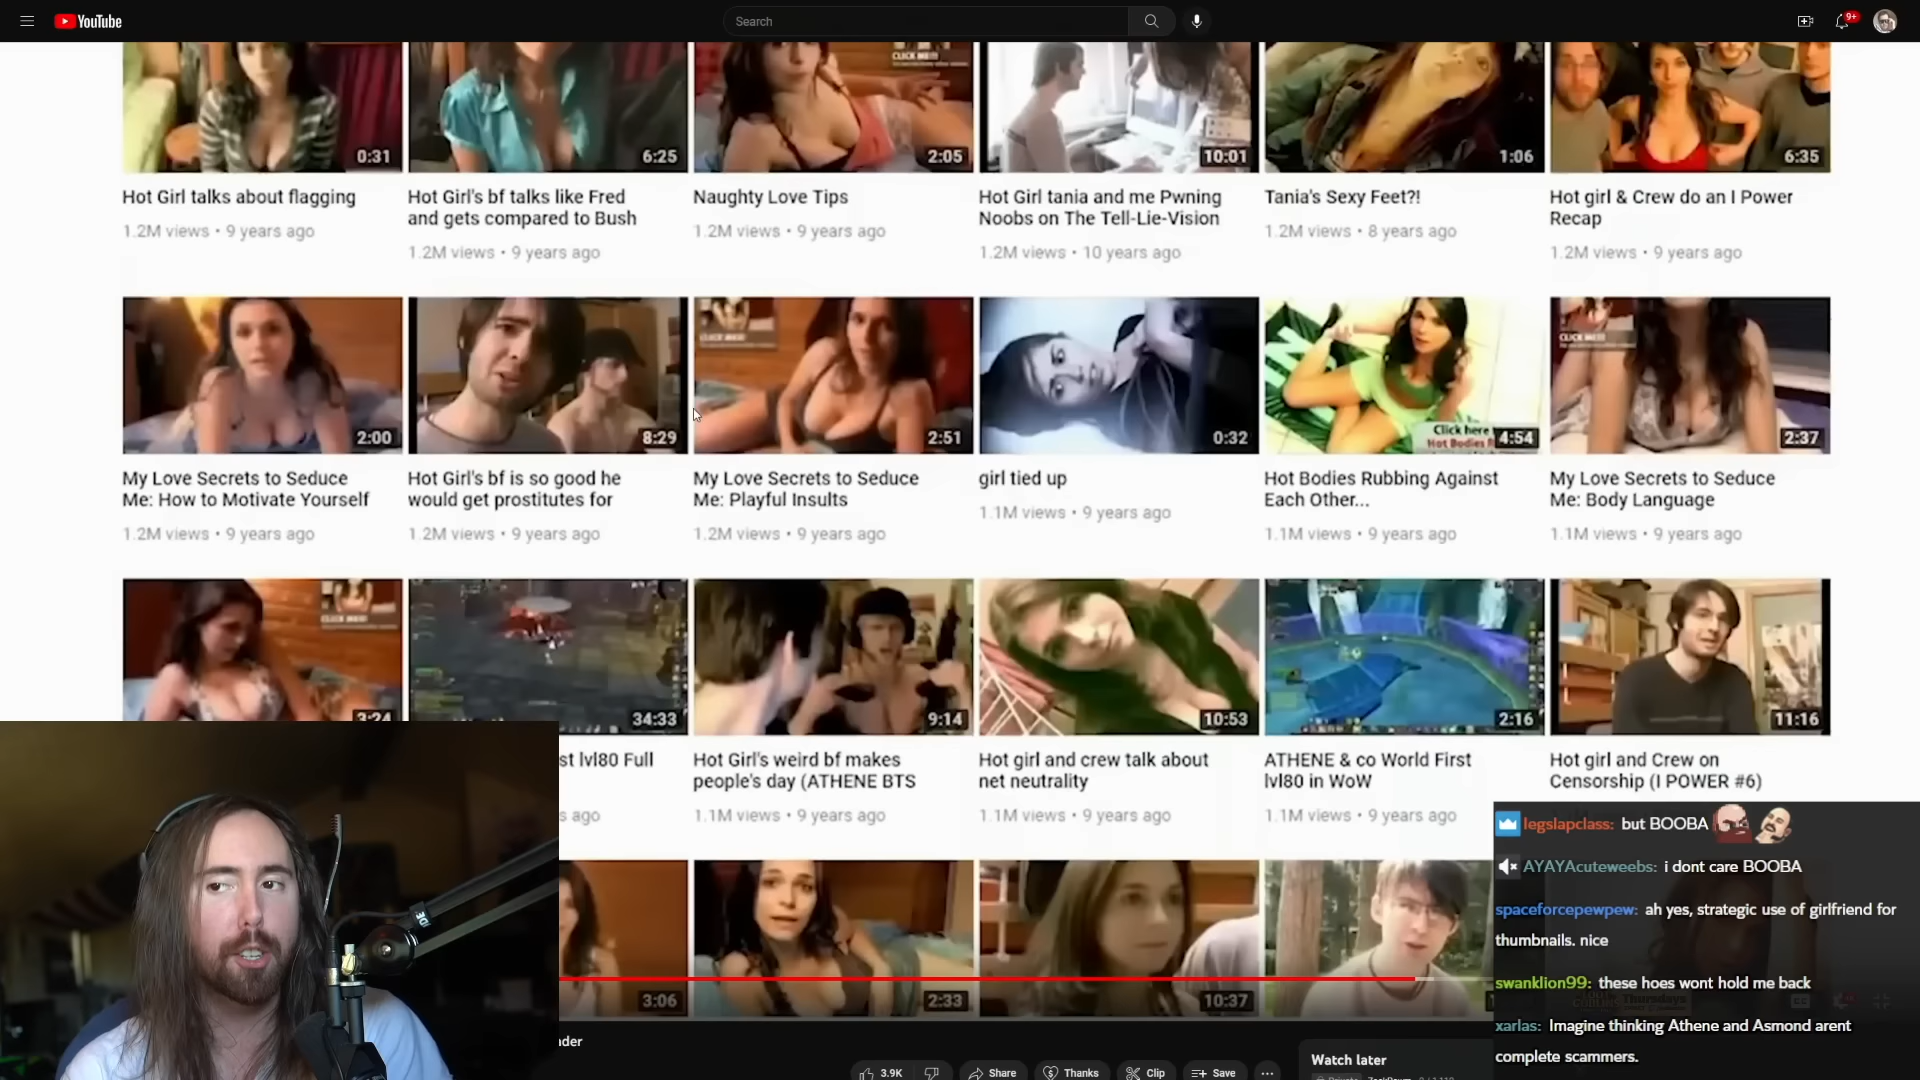 YouTube
Search
9+
CLICK ME!!!
0:31
6:25
2:05
10:01
1:06
6:35
Hot Girl talks about flagging
Hot Girl's bf talks like Fred
and gets compared to Bush
Naughty Love Tips
Hot Girl tania and me Pwning
Noobs on The Tell-Lie-Vision
Tania's Sexy Feet?!
Hot girl & Crew do an I Power
Recap
1.2M views • 9 years ago
1.2M views • 9 years ago
1.2M views • 9 years ago
1.2M views • 10 years ago
1.2M views • 8 years ago
1.2M views • 9 years ago
Click here
Hot Bodies
2:00
8:29
2:51
0:32
4:54
2:37
My Love Secrets to Seduce
Me: How to Motivate Yourself
Hot Girl's bf is so good he
would get prostitutes for
My Love Secrets to Seduce
Me: Playful Insults
girl tied up
Hot Bodies Rubbing Against
Each Other...
My Love Secrets to Seduce
Me: Body Language
1.2M views • 9 years ago
1.2M views • 9 years ago
1.2M views • 9 years ago
1.1M views • 9 years ago
1.1M views • 9 years ago
1.1M views • 9 years ago
3:24
34:33
9:14
10:53
2:16
11:16
st lvl80 Full
Hot Girl's weird bf makes
people's day (ATHENE BTS
Hot girl and crew talk about
net neutrality
ATHENE & co World First
lvl80 in WoW
Hot girl and Crew on
Censorship (I POWER #6)
s ago
1.1M views • 9 years ago
1.1M views • 9 years ago
1.1M views • 9 years ago
3:06
2:33
10:37
legslapclass: but BOOBA
AYAYAcuteweebs: i dont care BOOBA
spaceforcepewpew: ah yes, strategic use of girlfriend for
thumbnails. nice
swanklion99: these hoes wont hold me back
xarlas: Imagine thinking Athene and Asmond arent
complete scammers.
nder
3.9K
Share
Thanks
Clip
Save
Watch later